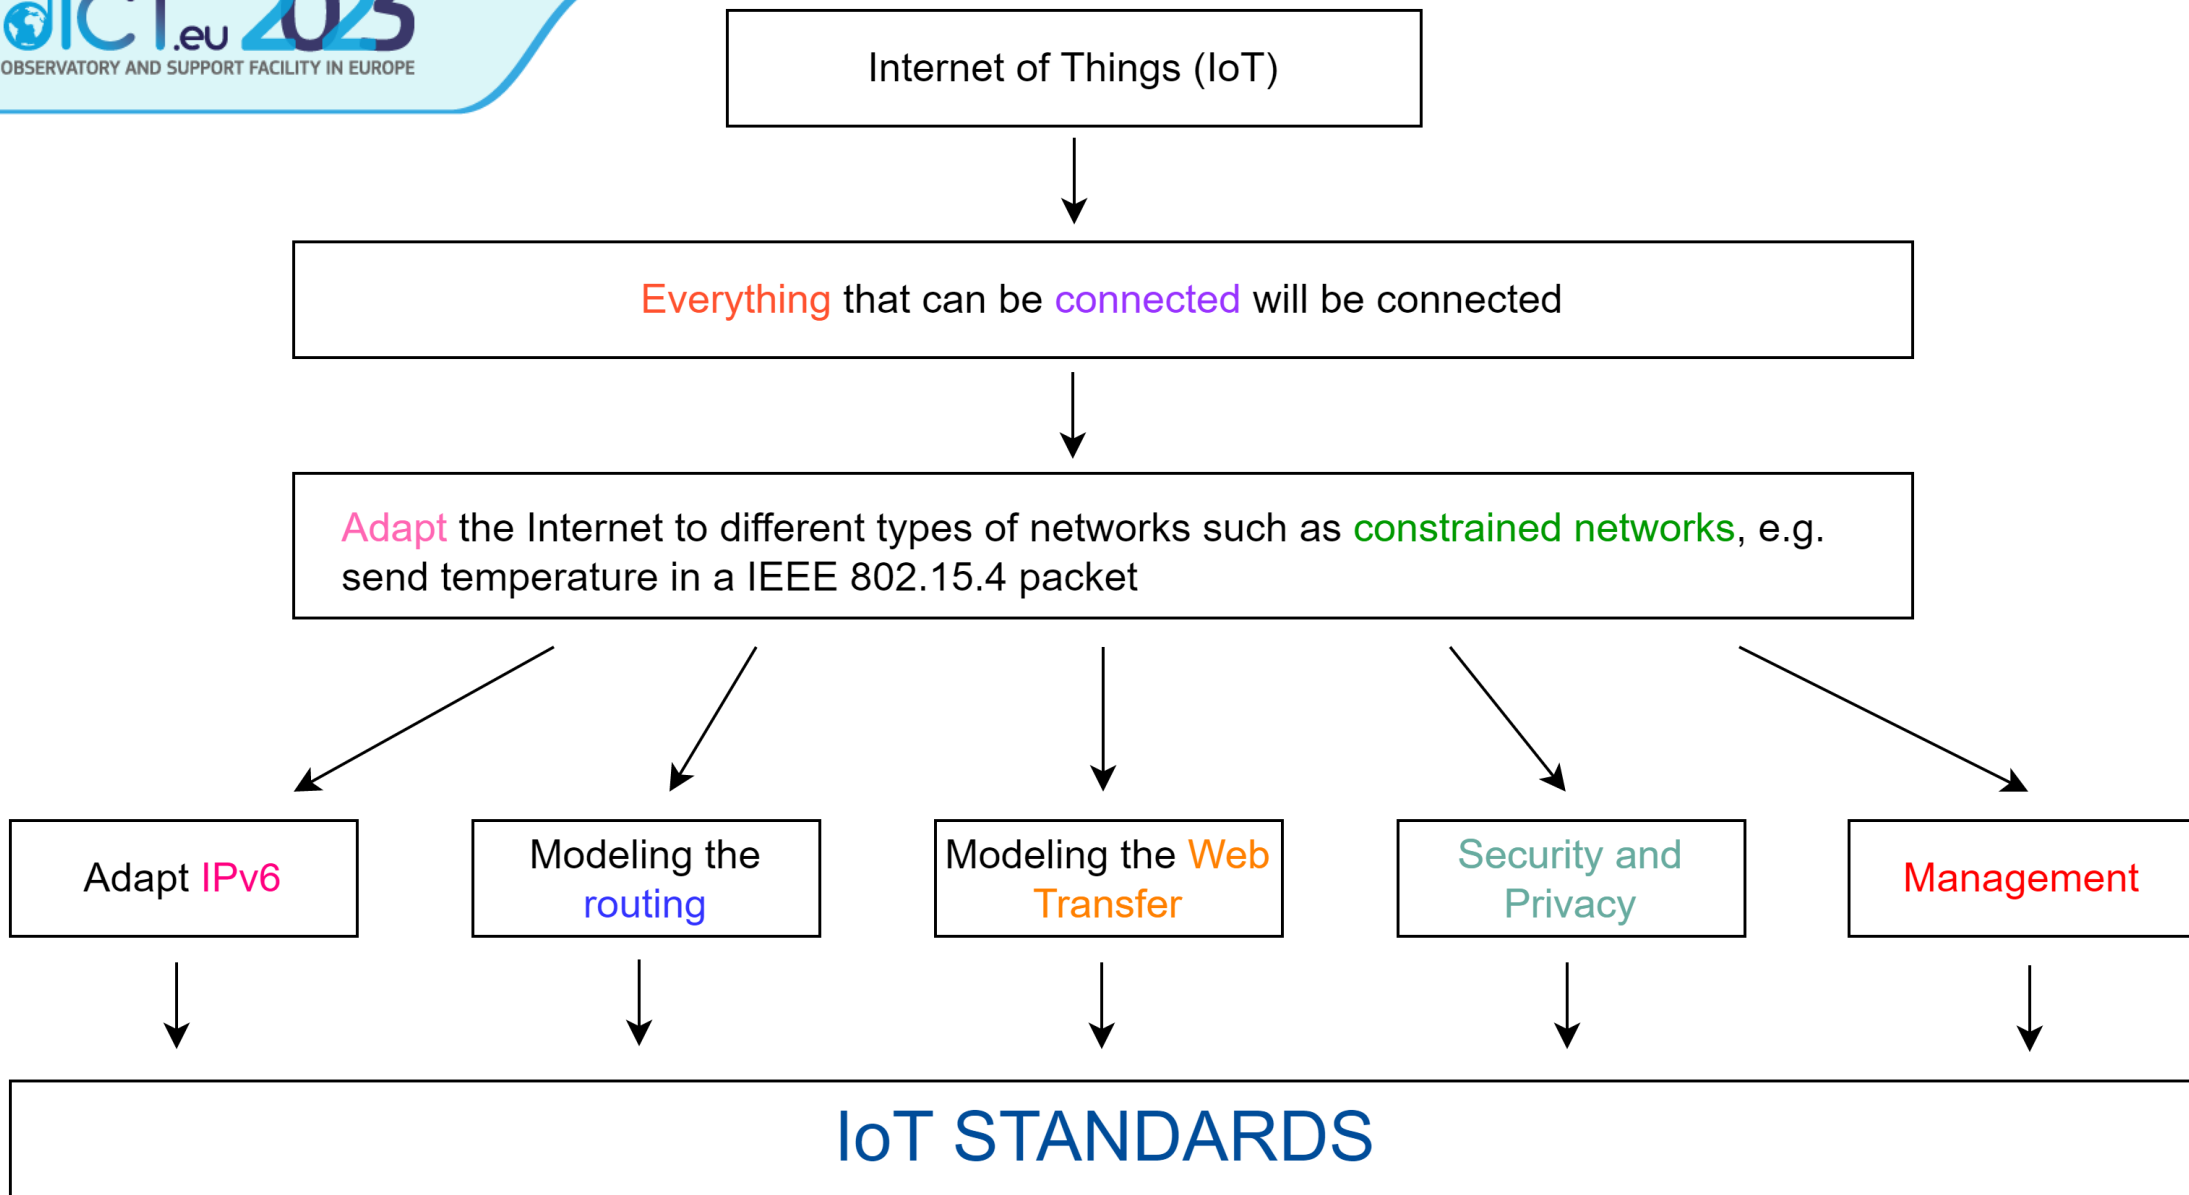 dICT.eu 2023
OBSERVATORY AND SUPPORT FACILITY IN EUROPE
Internet of Things (IoT)
Everything that can be connected will be connected
Adapt the Internet to different types of networks such as constrained networks, e.g.
send temperature in a IEEE 802.15.4 packet
Adapt IPv6
Modeling the
routing
Modeling the Web
Transfer
Security and
Privacy
Management
IoT STANDARDS